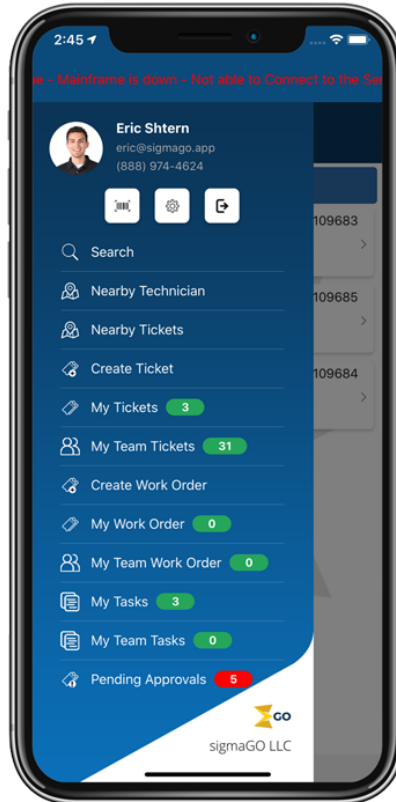 2:45
e - Mainframe is down - Not able to Connect to the Ser
Eric Shtern
eric@sigmago.app
(888) 974-4624
109683
Search
Nearby Technician
109685
Nearby Tickets
Create Ticket
109684
My Tickets 3
My Team Tickets 31
Create Work Order
My Work Order 0
My Team Work Order 0
My Tasks 3
My Team Tasks 0
Pending Approvals 5
GO
sigmaGO LLC